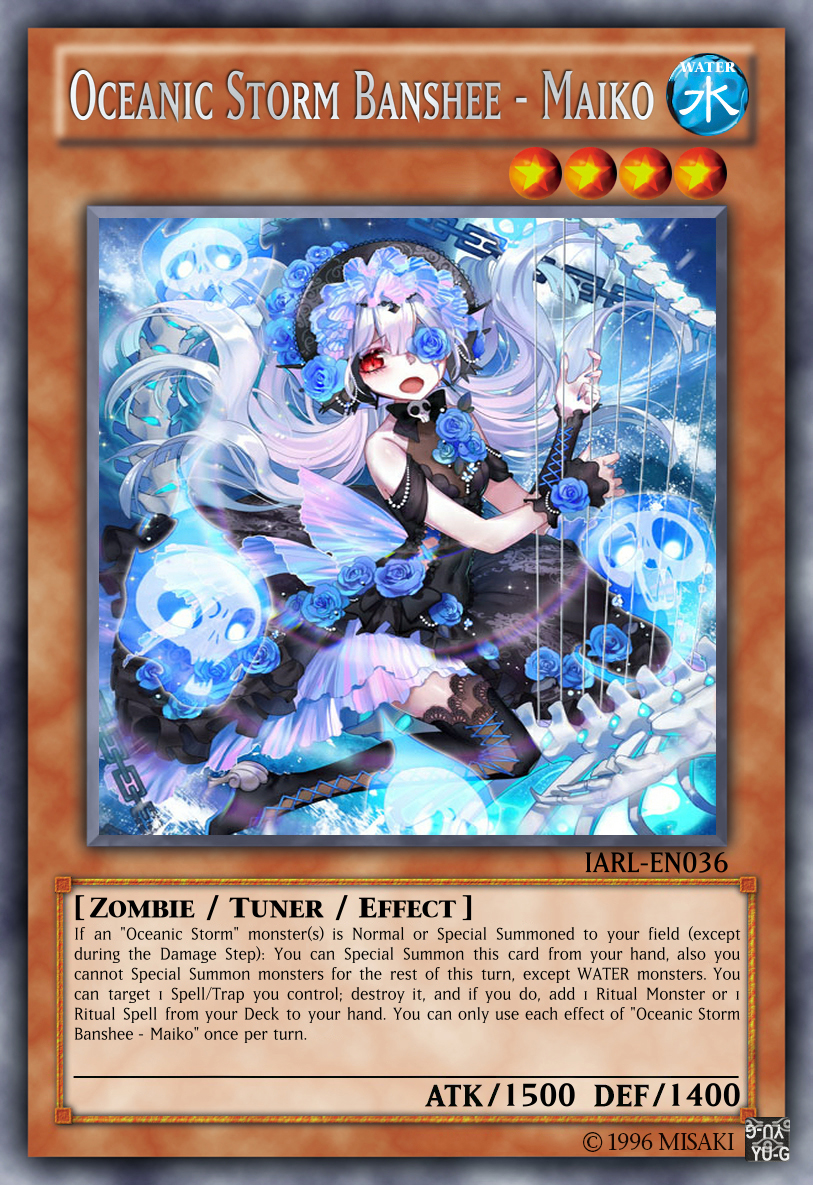 OCEANIC STORM BANSHEE - MAIKO
WATER
水
IARL-EN036
[ ZOMBIE / TUNER / EFFECT ]
If an "Oceanic Storm" monster(s) is Normal or Special Summoned to your field (except
during the Damage Step): You can Special Summon this card from your hand, also you
cannot Special Summon monsters for the rest of this turn, except WATER monsters. You
can target 1 Spell/Trap you control; destroy it, and if you do, add 1 Ritual Monster or 1
Ritual Spell from your Deck to your hand. You can only use each effect of "Oceanic Storm
Banshee - Maiko" once per turn.
ATK/1500 DEF/1400
© 1996 MISAKI
YU-G
YU-G